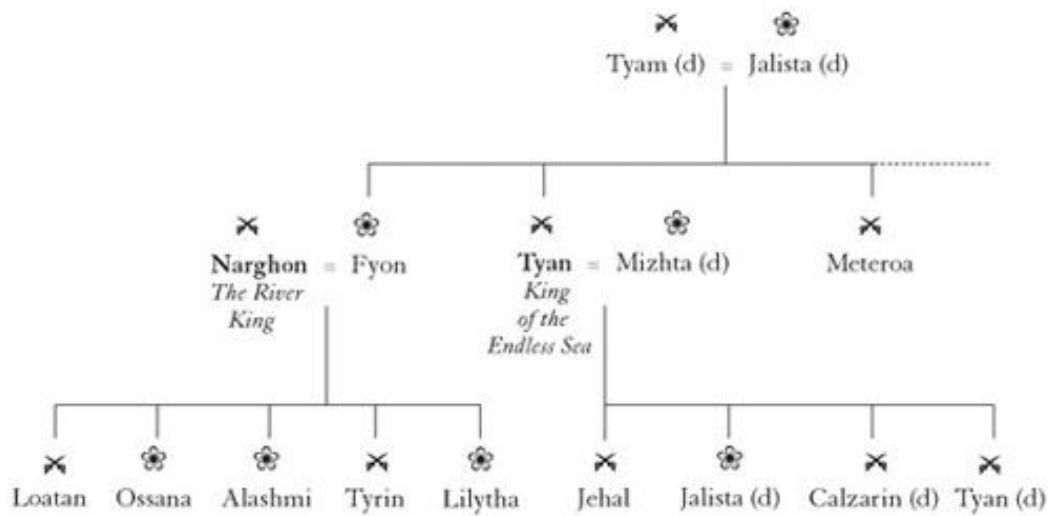 Tyam (d) = Jalista (d)
Narghon = Fyon
The River
King
Tyan = Mizhta (d)
King
of the
Endless Sea
Meteroa
Loatan Ossana Alashmi Tyrin Lilytha Jehal Jalista (d) Calzarin (d) Tyan (d)